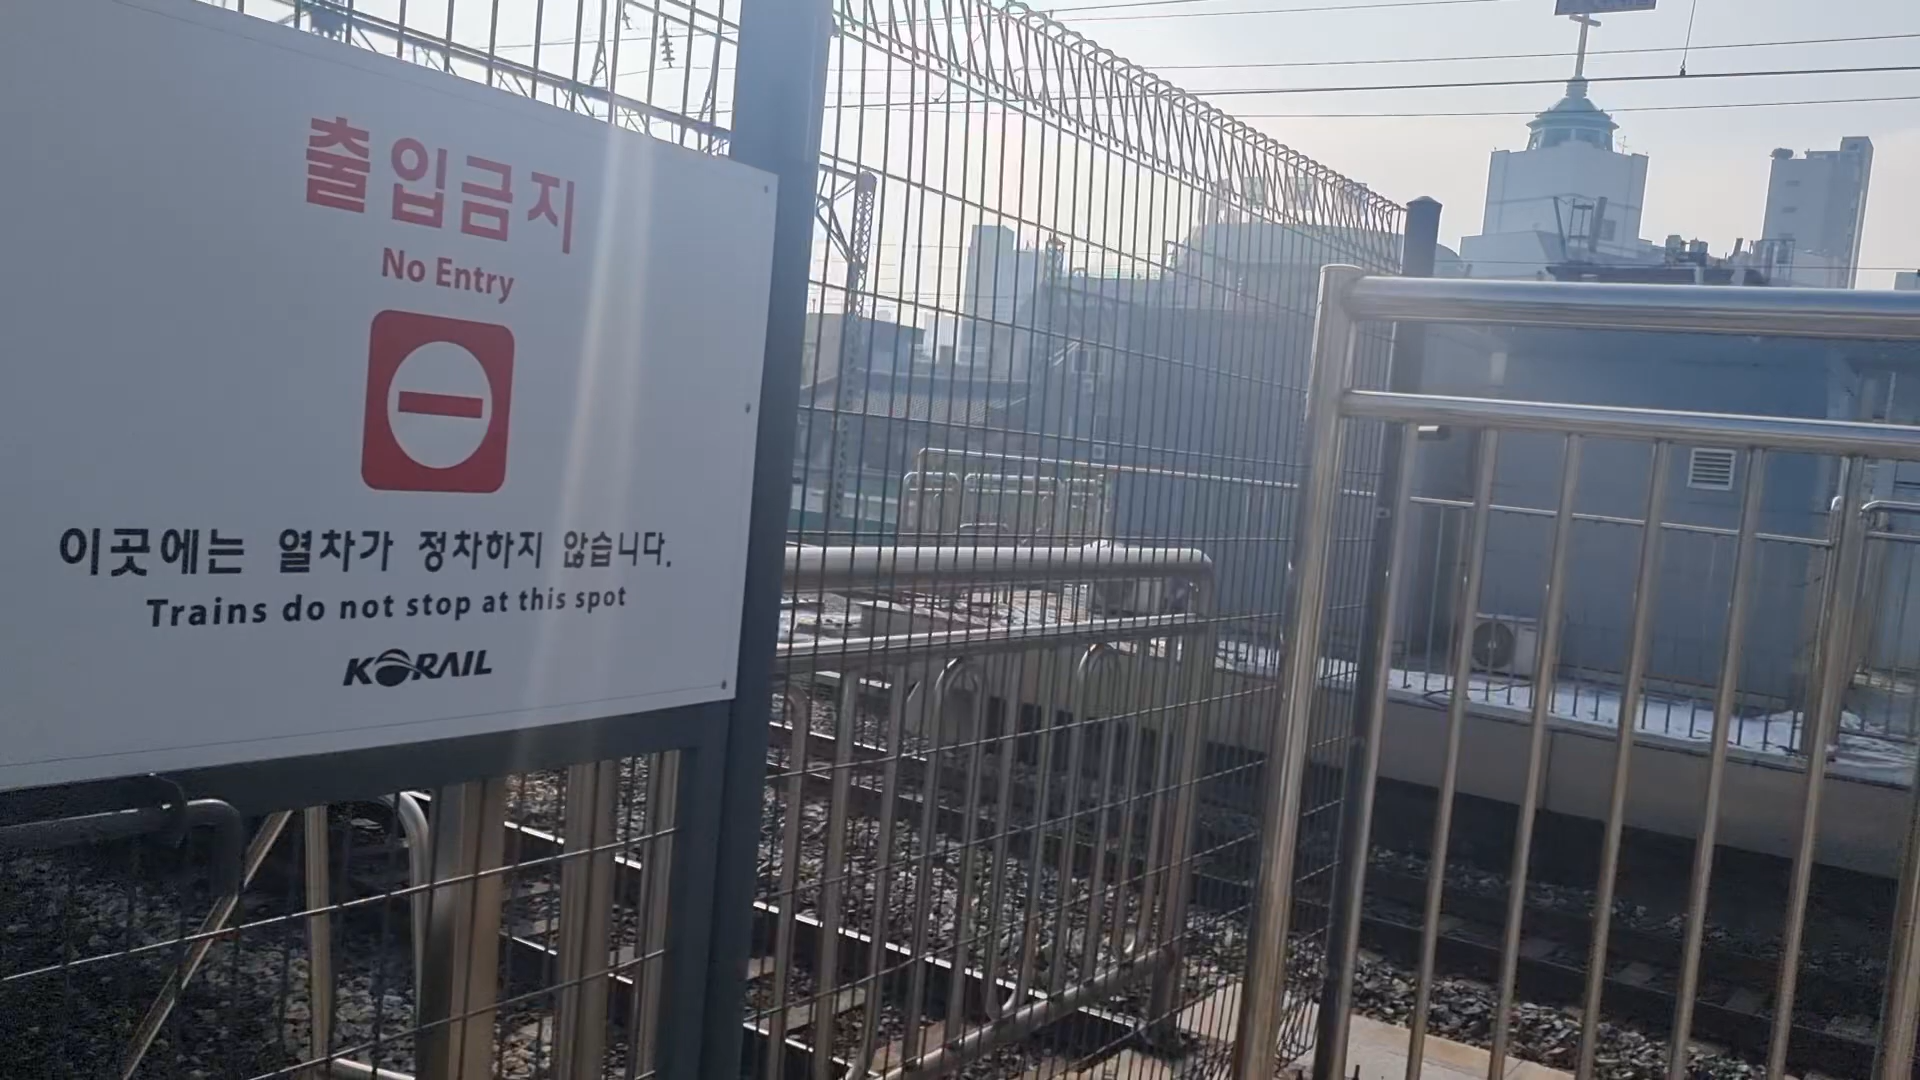 출입금지
No Entry
이곳에는 열차가 정차하지 않습니다.
Trains do not stop at this spot
KORAIL